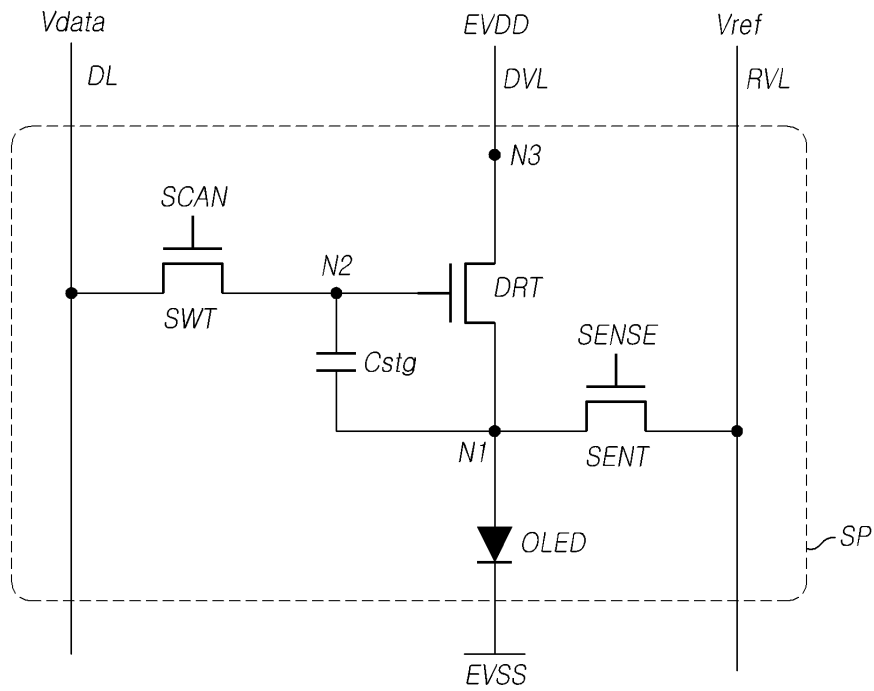 Vdata
EVDD
Vref
DL
DVL
RVL
N3
SCAN
N2
DRT
SWT
SENSE
Cstg
N1
SENT
OLED
SP
EVSS